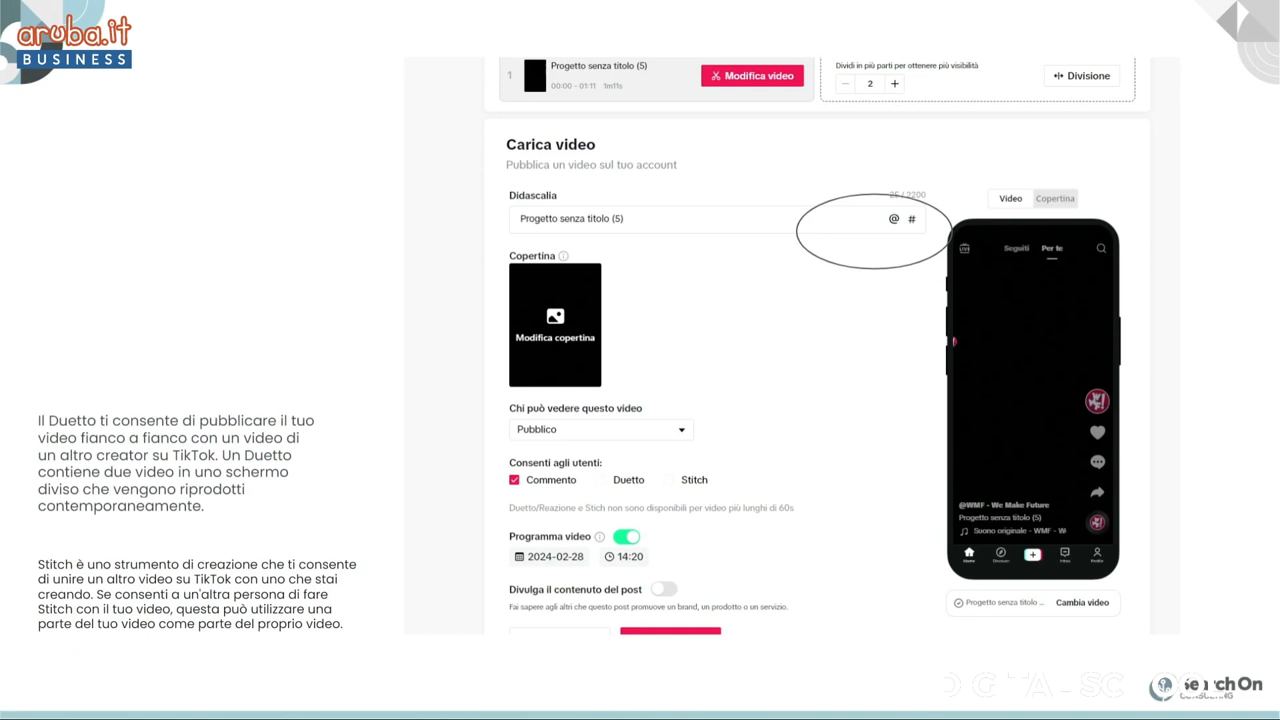 aruba.it
BUSINESS
1
Progetto senza titolo (5)
00:00 - 01:11 1m11s
Modifica video
Dividi in più parti per ottenere più visibilità
2
Divisione
Carica video
Pubblica un video sul tuo account
Didascalia
25 / 2200
Progetto senza titolo (5)
@ #
Copertina
Modifica copertina
Chi può vedere questo video
Pubblico
Consenti agli utenti:
Commento Duetto Stitch
Duetto/Reazione e Stich non sono disponibili per video più lunghi di 60s
Programma video
2024-02-28 14:20
Divulga il contenuto del post
Fai sapere agli altri che questo post promuove un brand, un prodotto o un servizio.
Video Copertina
LIVE
Seguiti Per te
@WMF - We Make Future
Progetto senza titolo (5)
Suono originale - WMF - W
Progetto senza titolo ...
Cambia video
Il Duetto ti consente di pubblicare il tuo
video fianco a fianco con un video di
un altro creator su TikTok. Un Duetto
contiene due video in uno schermo
diviso che vengono riprodotti
contemporaneamente.
Stitch è uno strumento di creazione che ti consente
di unire un altro video su TikTok con uno che stai
creando. Se consenti a un'altra persona di fare
Stitch con il tuo video, questa può utilizzare una
parte del tuo video come parte del proprio video.
SearchOn
CONSULTING